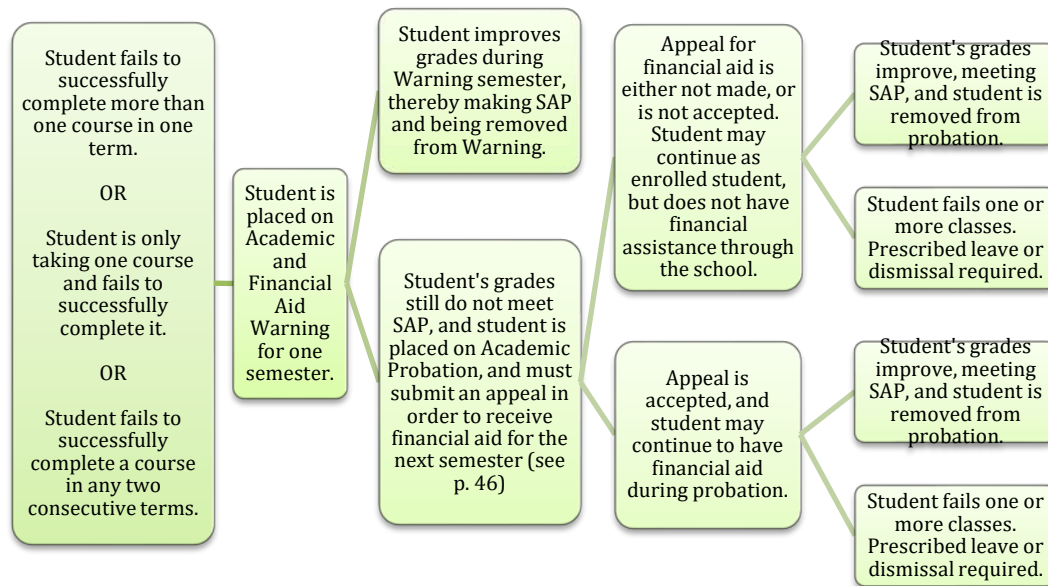 Student fails to
successfully
complete more than
one course in one
term.
OR
Student is only
taking one course
and fails to
successfully
complete it.
OR
Student fails to
successfully
complete a course
in any two
consecutive terms.
Student is
placed on
Academic
and
Financial
Aid
Warning
for one
semester.
Student improves
grades during
Warning semester,
thereby making SAP
and being removed
from Warning.
Student's grades
still do not meet
SAP, and student is
placed on Academic
Probation, and must
submit an appeal in
order to receive
financial aid for the
next semester (see
p. 46)
Appeal for
financial aid is
either not made, or
is not accepted.
Student may
continue as
enrolled student,
but does not have
financial
assistance through
the school.
Student's grades
improve, meeting
SAP, and student is
removed from
probation.
Student fails one or
more classes.
Prescribed leave or
dismissal required.
Appeal is
accepted, and
student may
continue to have
financial aid
during probation.
Student's grades
improve, meeting
SAP, and student is
removed from
probation.
Student fails one or
more classes.
Prescribed leave or
dismissal required.